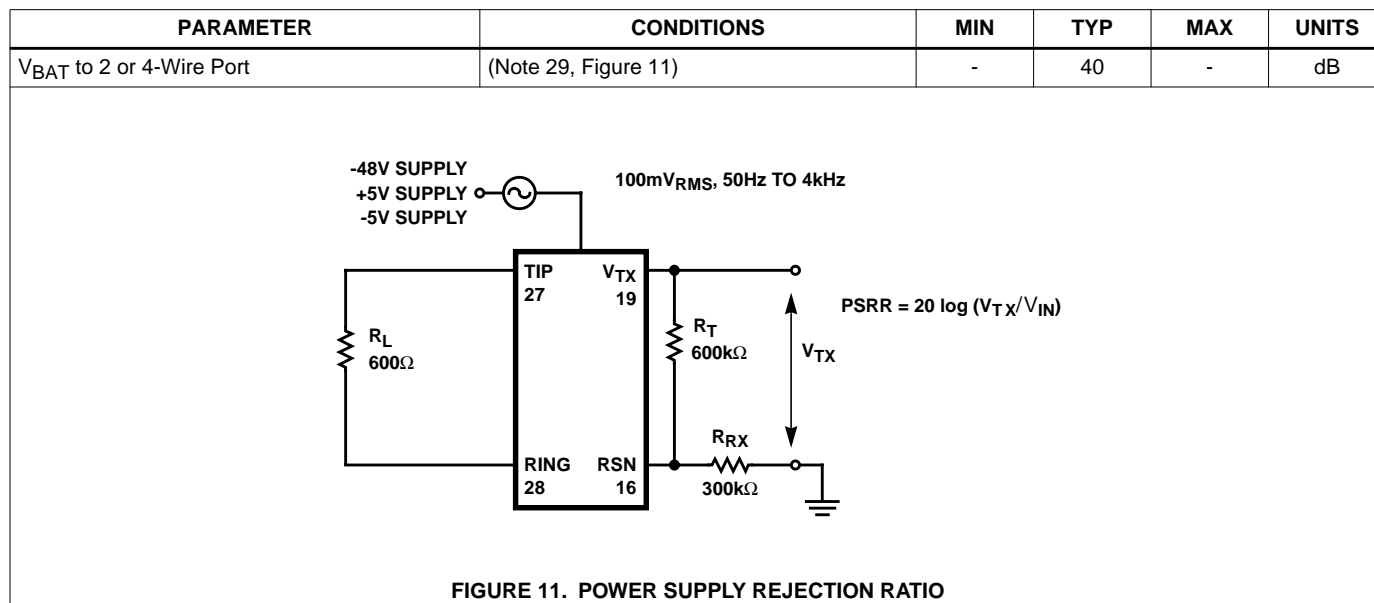 PARAMETER CONDITIONS MIN TYP MAX UNITS
VBAT to 2 or 4-Wire Port (Note 29, Figure 11) - 40 - dB
-48V SUPPLY
+5V SUPPLY
-5V SUPPLY
100mVRMS, 50Hz TO 4kHz
TIP
27
VTX
19
PSRR = 20 log (VTX/VIN)
RL
600Ω
RT
600kΩ
VTX
RING
28
RSN
16
RRX
300kΩ
FIGURE 11. POWER SUPPLY REJECTION RATIO